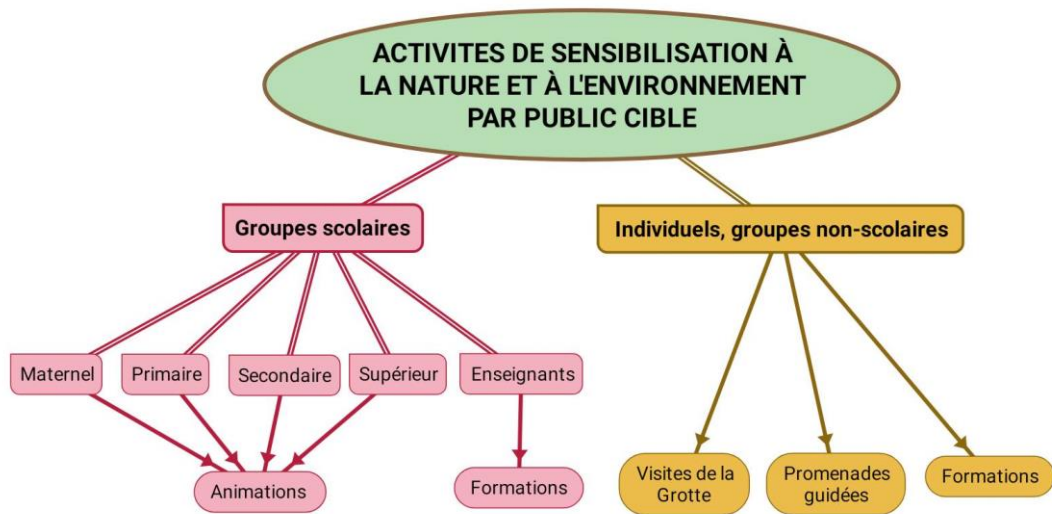 ACTIVITES DE SENSIBILISATION À
LA NATURE ET À L'ENVIRONNEMENT
PAR PUBLIC CIBLE
Groupes scolaires
Individuels, groupes non-scolaires
Maternel
Primaire
Secondaire
Supérieur
Enseignants
Animations
Formations
Visites de la
Grotte
Promenades
guidées
Formations